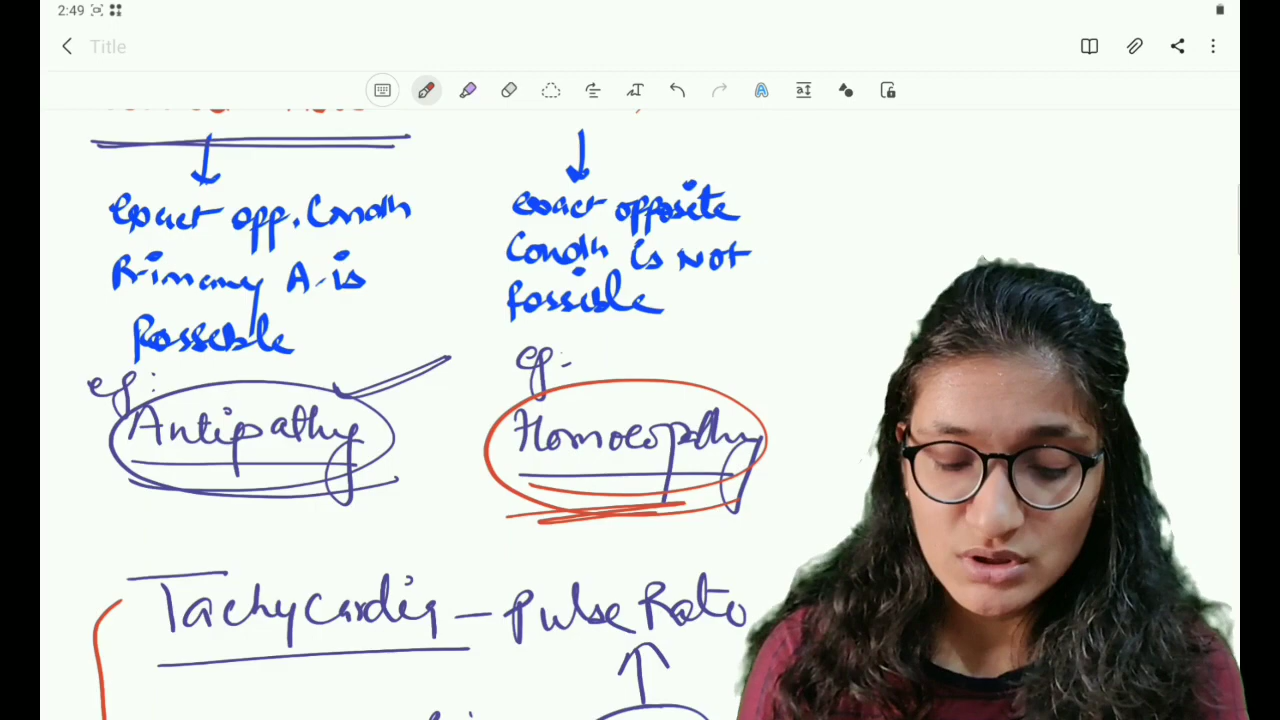 2:49
Title
exact opp. Condn
Primary A. is
Possible
eg:
Antipathy
exact opposite
Condn is not
possible
eg:-
Homoeopathy
Tachycardia - Pulse Rate